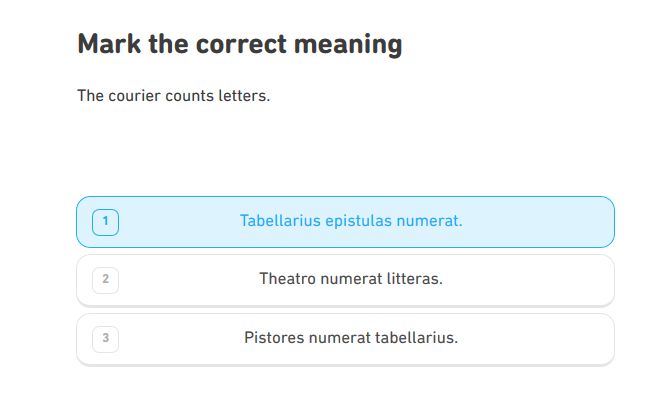 Mark the correct meaning
The courier counts letters.
1 Tabellarius epistulas numerat.
2 Theatro numerat litteras.
3 Pistores numerat tabellarius.